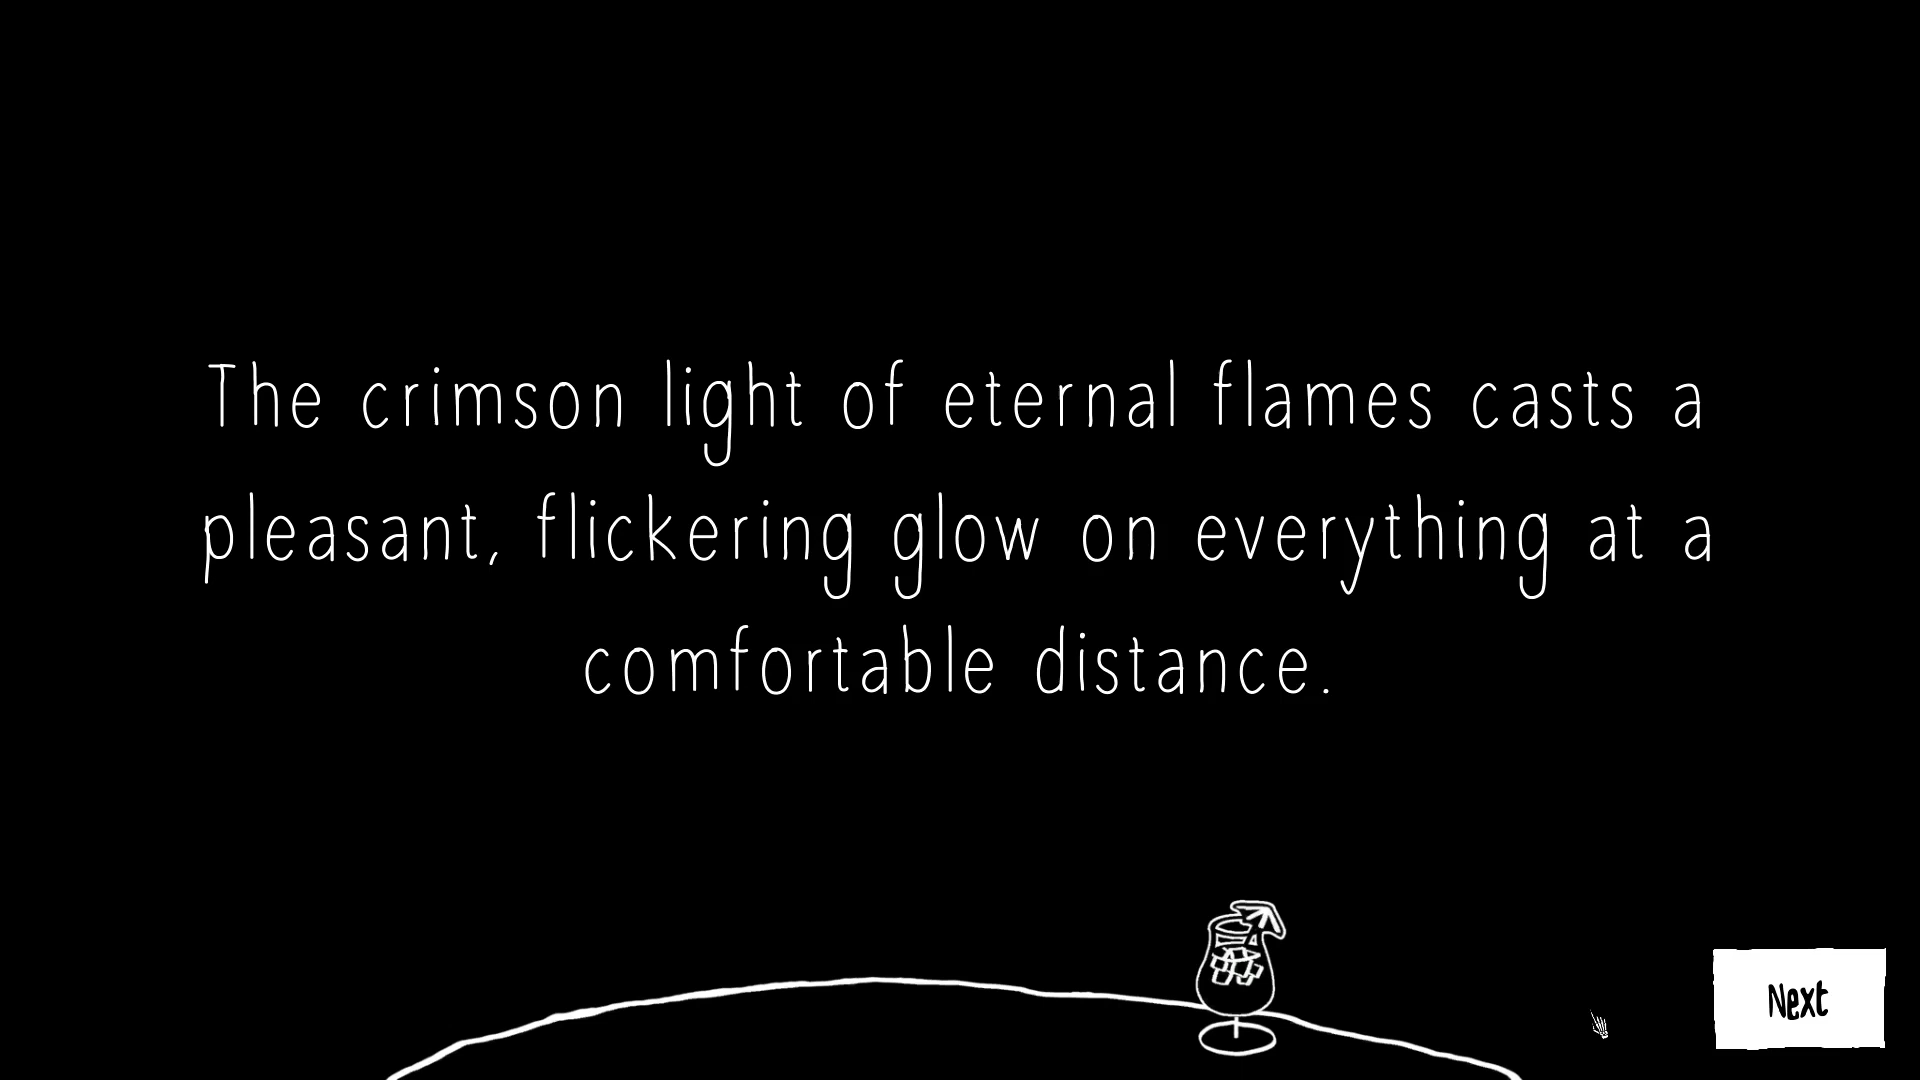 The crimson light of eternal flames casts a
pleasant, flickering glow on everything at a
comfortable distance.
Next